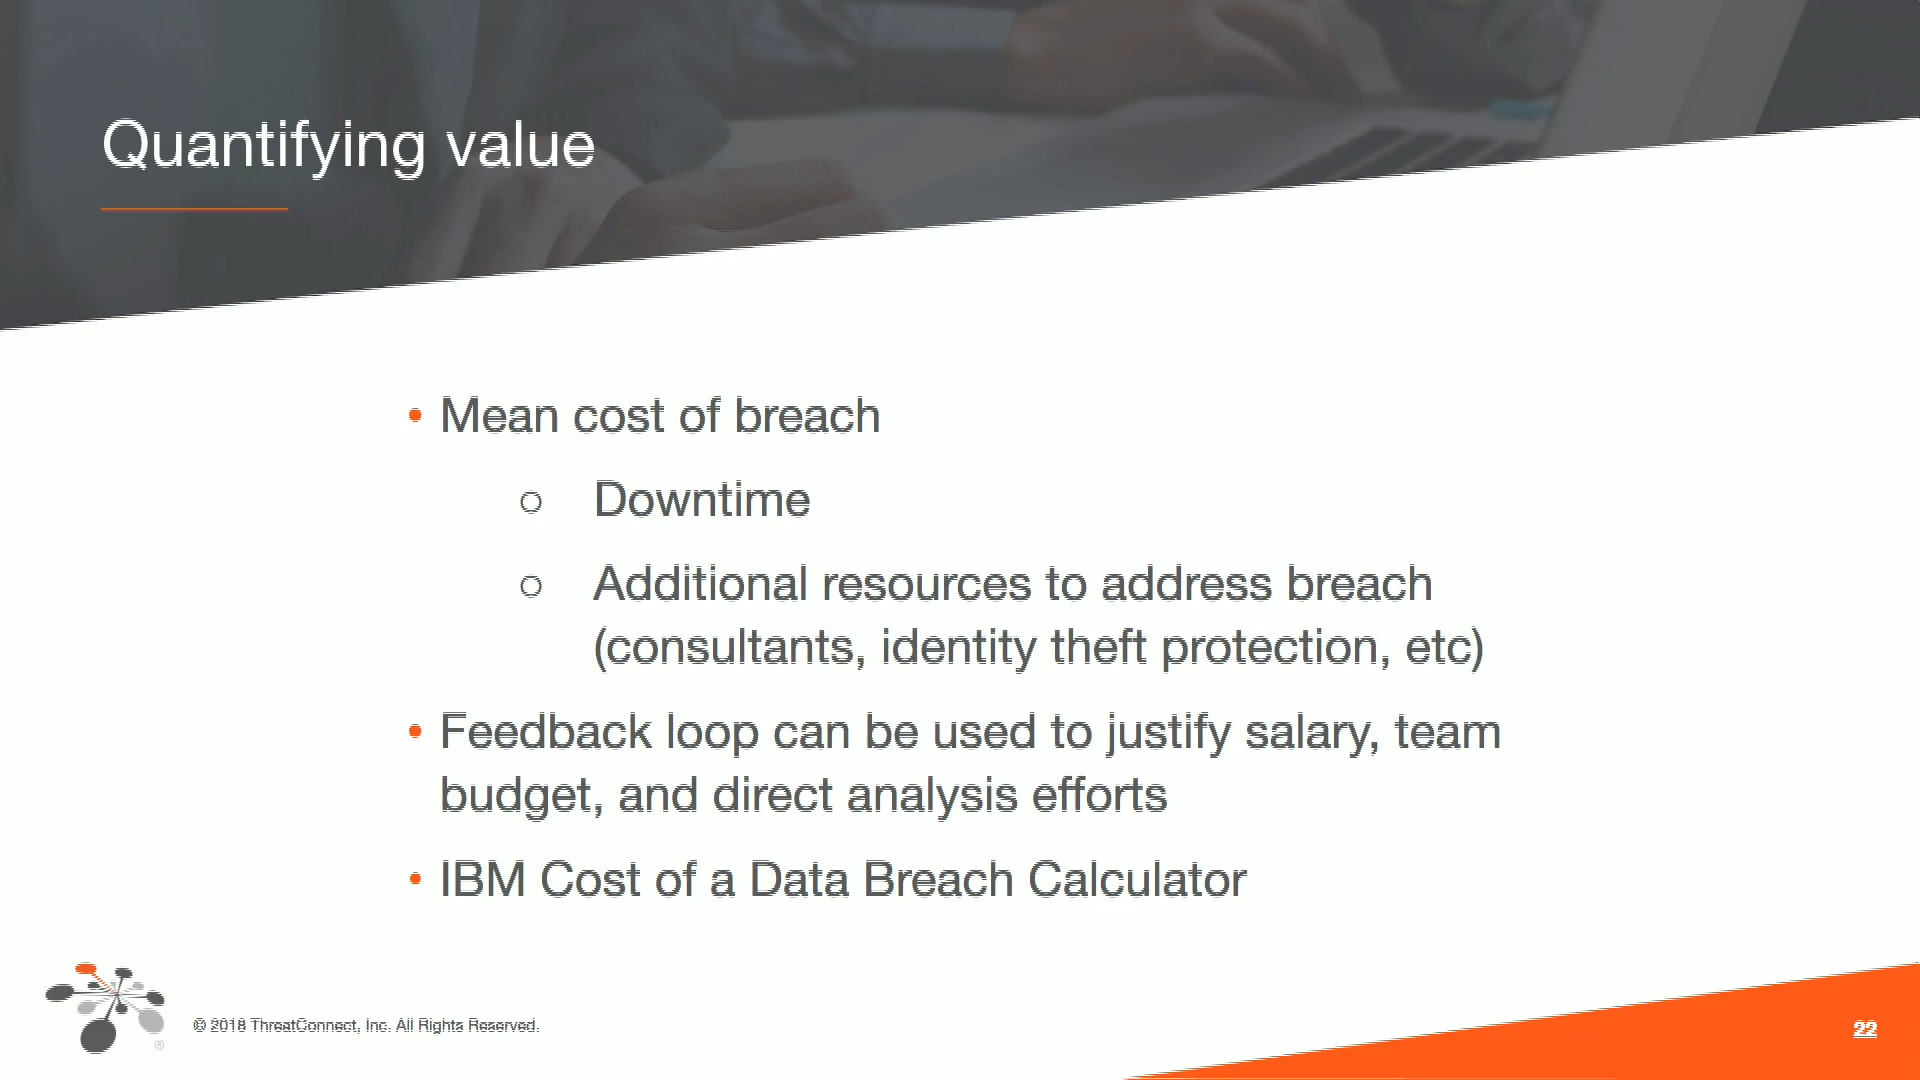 Quantifying value
• Mean cost of breach
○ Downtime
○ Additional resources to address breach
(consultants, identity theft protection, etc)
• Feedback loop can be used to justify salary, team
budget, and direct analysis efforts
• IBM Cost of a Data Breach Calculator
®
© 2018 ThreatConnect, Inc. All Rights Reserved.
22